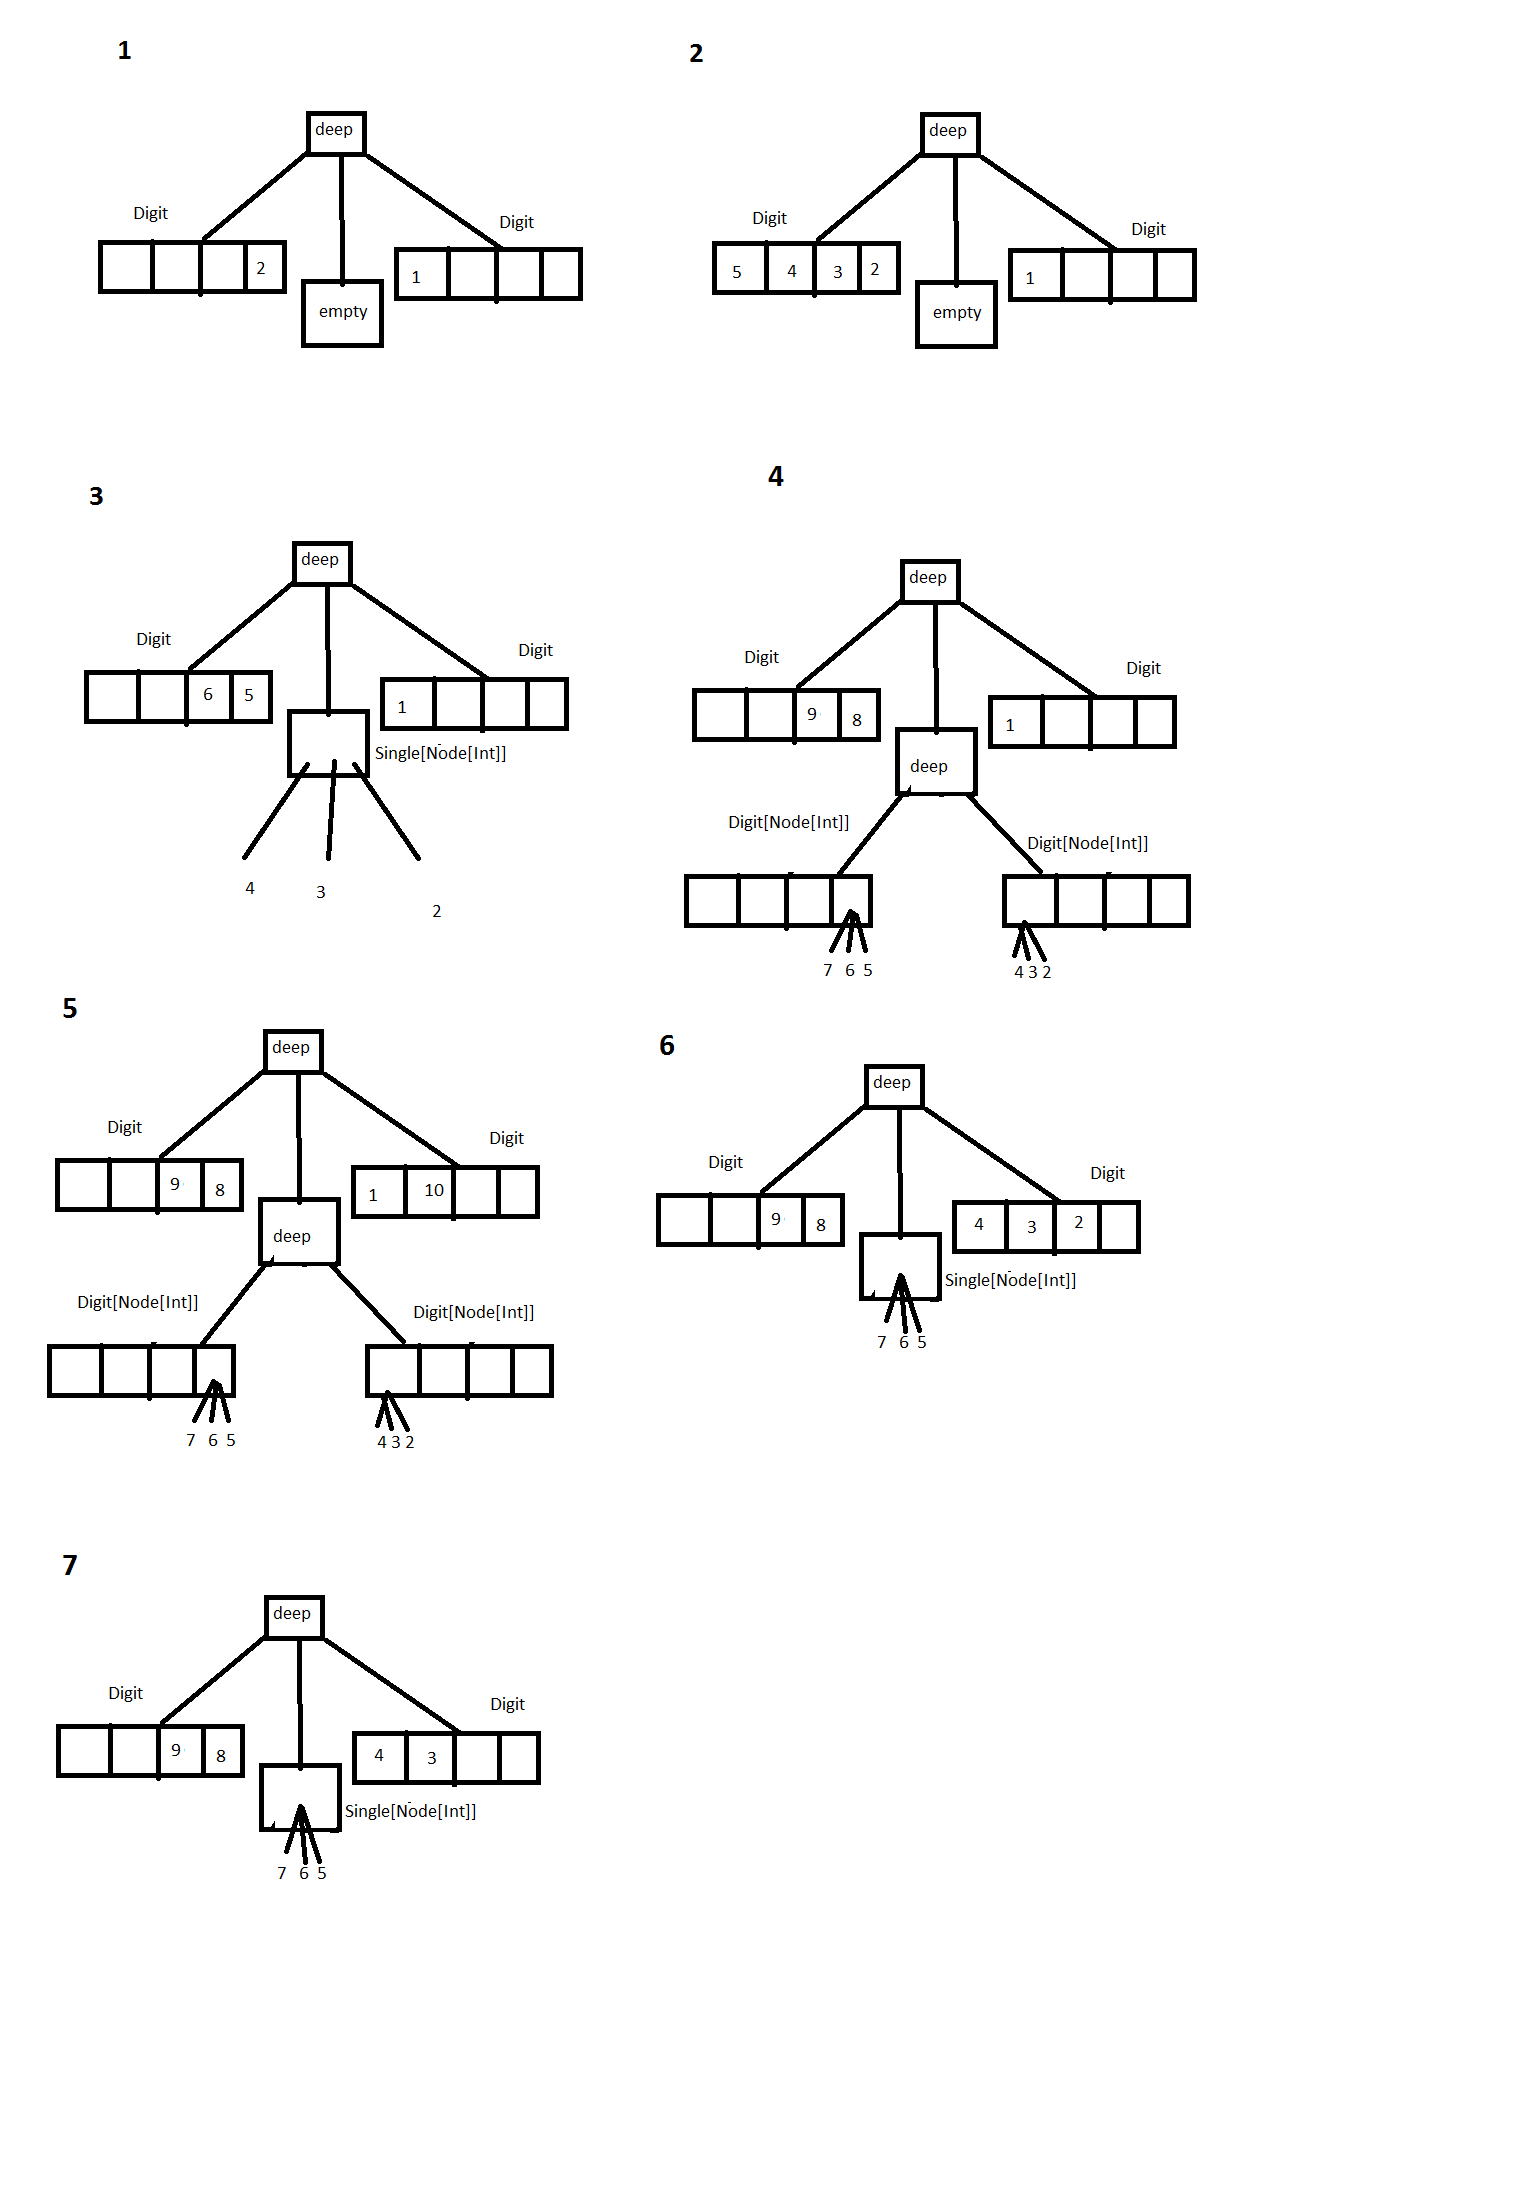 1
deep
Digit
Digit
2
1
empty
2
deep
Digit
Digit
5 4 3 2
1
empty
3
deep
Digit
Digit
6 5
1
Single[Node[Int]]
4 3 2
4
deep
Digit
Digit
9 8
1
deep
Digit[Node[Int]]
Digit[Node[Int]]
7 6 5
4 3 2
5
deep
Digit
Digit
9 8
1 10
deep
Digit[Node[Int]]
Digit[Node[Int]]
7 6 5
4 3 2
6
deep
Digit
Digit
9 8
4 3 2
Single[Node[Int]]
7 6 5
7
deep
Digit
Digit
9 8
4 3
Single[Node[Int]]
7 6 5